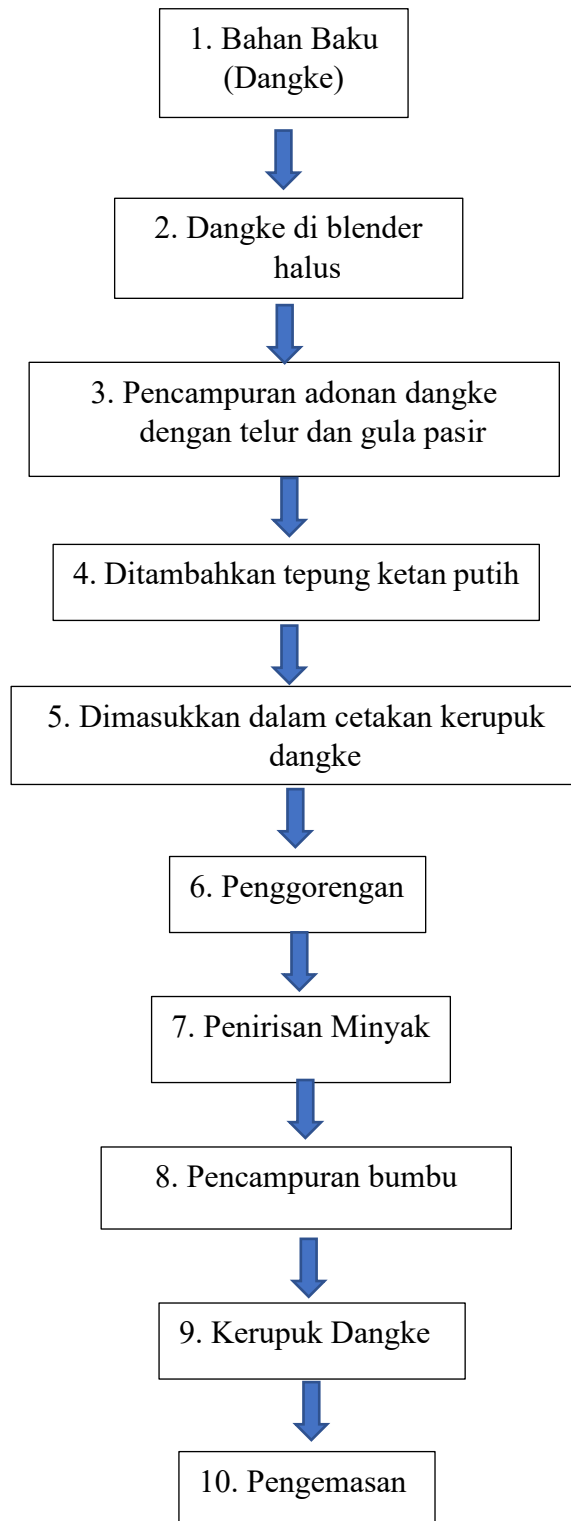 1. Bahan Baku
(Dangke)
2. Dangke di blender
halus
3. Pencampuran adonan dangke
dengan telur dan gula pasir
4. Ditambahkan tepung ketan putih
5. Dimasukkan dalam cetakan kerupuk
dangke
6. Penggorengan
7. Penirisan Minyak
8. Pencampuran bumbu
9. Kerupuk Dangke
10. Pengemasan